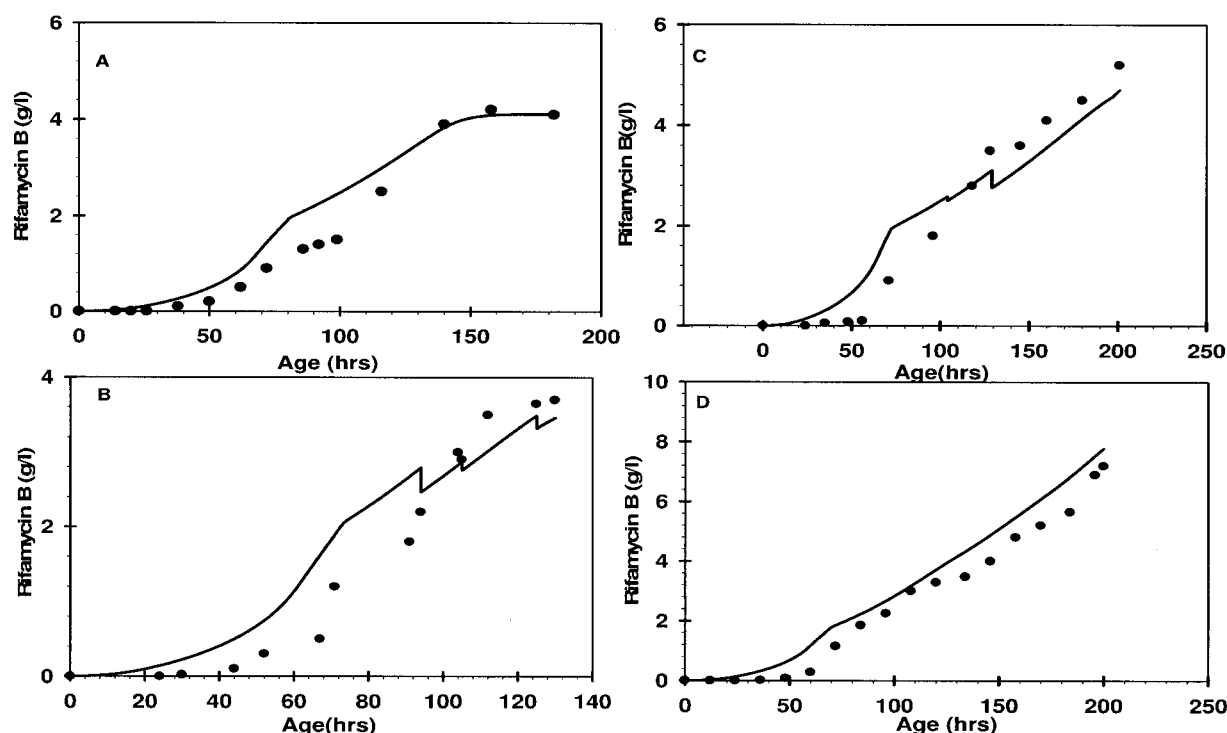 A
Rifamycin B (g/l)
6
4
2
0
0 50 100 150 200
Age (hrs)
C
Rifamycin B(g/l)
6
4
2
0
-50 0 50 100 150 200 250
Age(hrs)
B
Rifamycin B (g/l)
4
2
0
0 20 40 60 80 100 120 140
Age(hrs)
D
Rifamycin B (g/l)
10
8
6
4
2
0
0 50 100 150 200 250
Age (hrs)